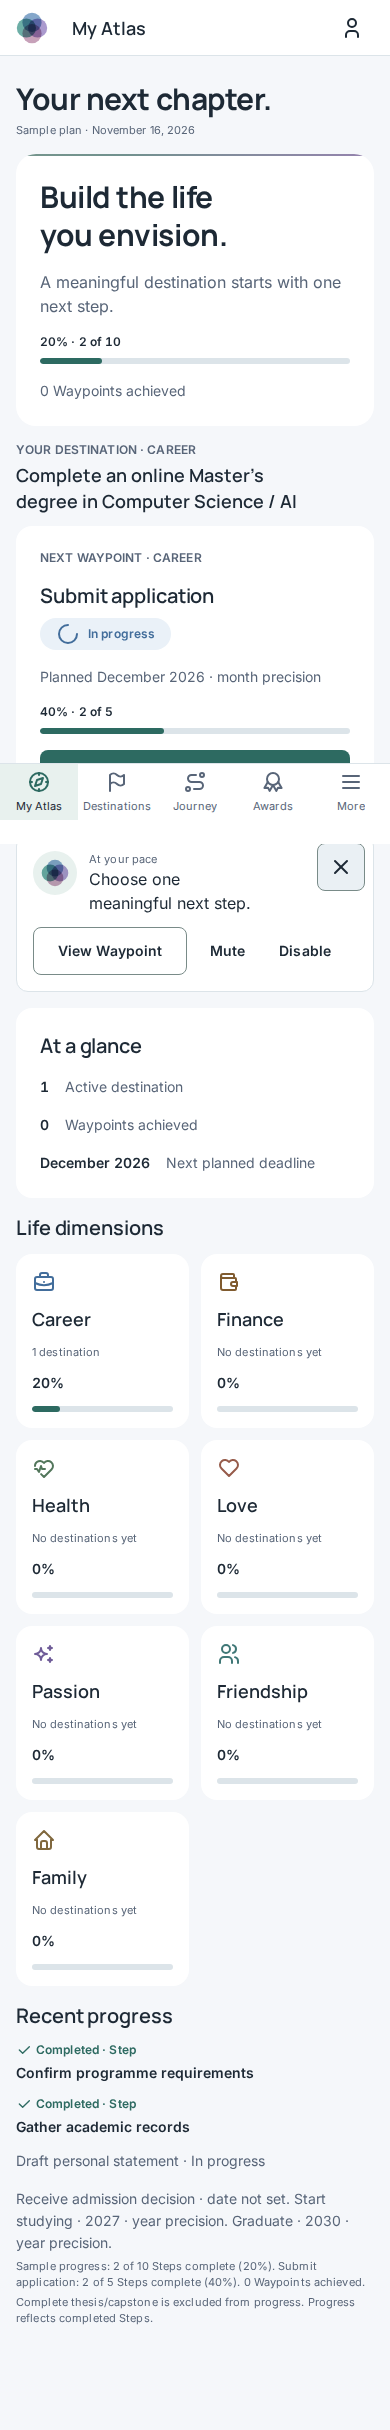 My Atlas
Your next chapter.
Sample plan · November 16, 2026
Build the life
you envision.
A meaningful destination starts with one
next step.
20% · 2 of 10
0 Waypoints achieved
YOUR DESTINATION · CAREER
Complete an online Master's
degree in Computer Science / AI
NEXT WAYPOINT · CAREER
Submit application
In progress
Planned December 2026 · month precision
40% · 2 of 5
My Atlas
Destinations
Journey
Awards
More
At your pace
Choose one
meaningful next step.
View Waypoint
Mute
Disable
At a glance
1 Active destination
0 Waypoints achieved
December 2026 Next planned deadline
Life dimensions
Career
1 destination
20%
Finance
No destinations yet
0%
Health
No destinations yet
0%
Love
No destinations yet
0%
Passion
No destinations yet
0%
Friendship
No destinations yet
0%
Family
No destinations yet
0%
Recent progress
Completed · Step
Confirm programme requirements
Completed · Step
Gather academic records
Draft personal statement · In progress
Receive admission decision · date not set. Start
studying · 2027 · year precision. Graduate · 2030 ·
year precision.
Sample progress: 2 of 10 Steps complete (20%). Submit
application: 2 of 5 Steps complete (40%). 0 Waypoints achieved.
Complete thesis/capstone is excluded from progress. Progress
reflects completed Steps.